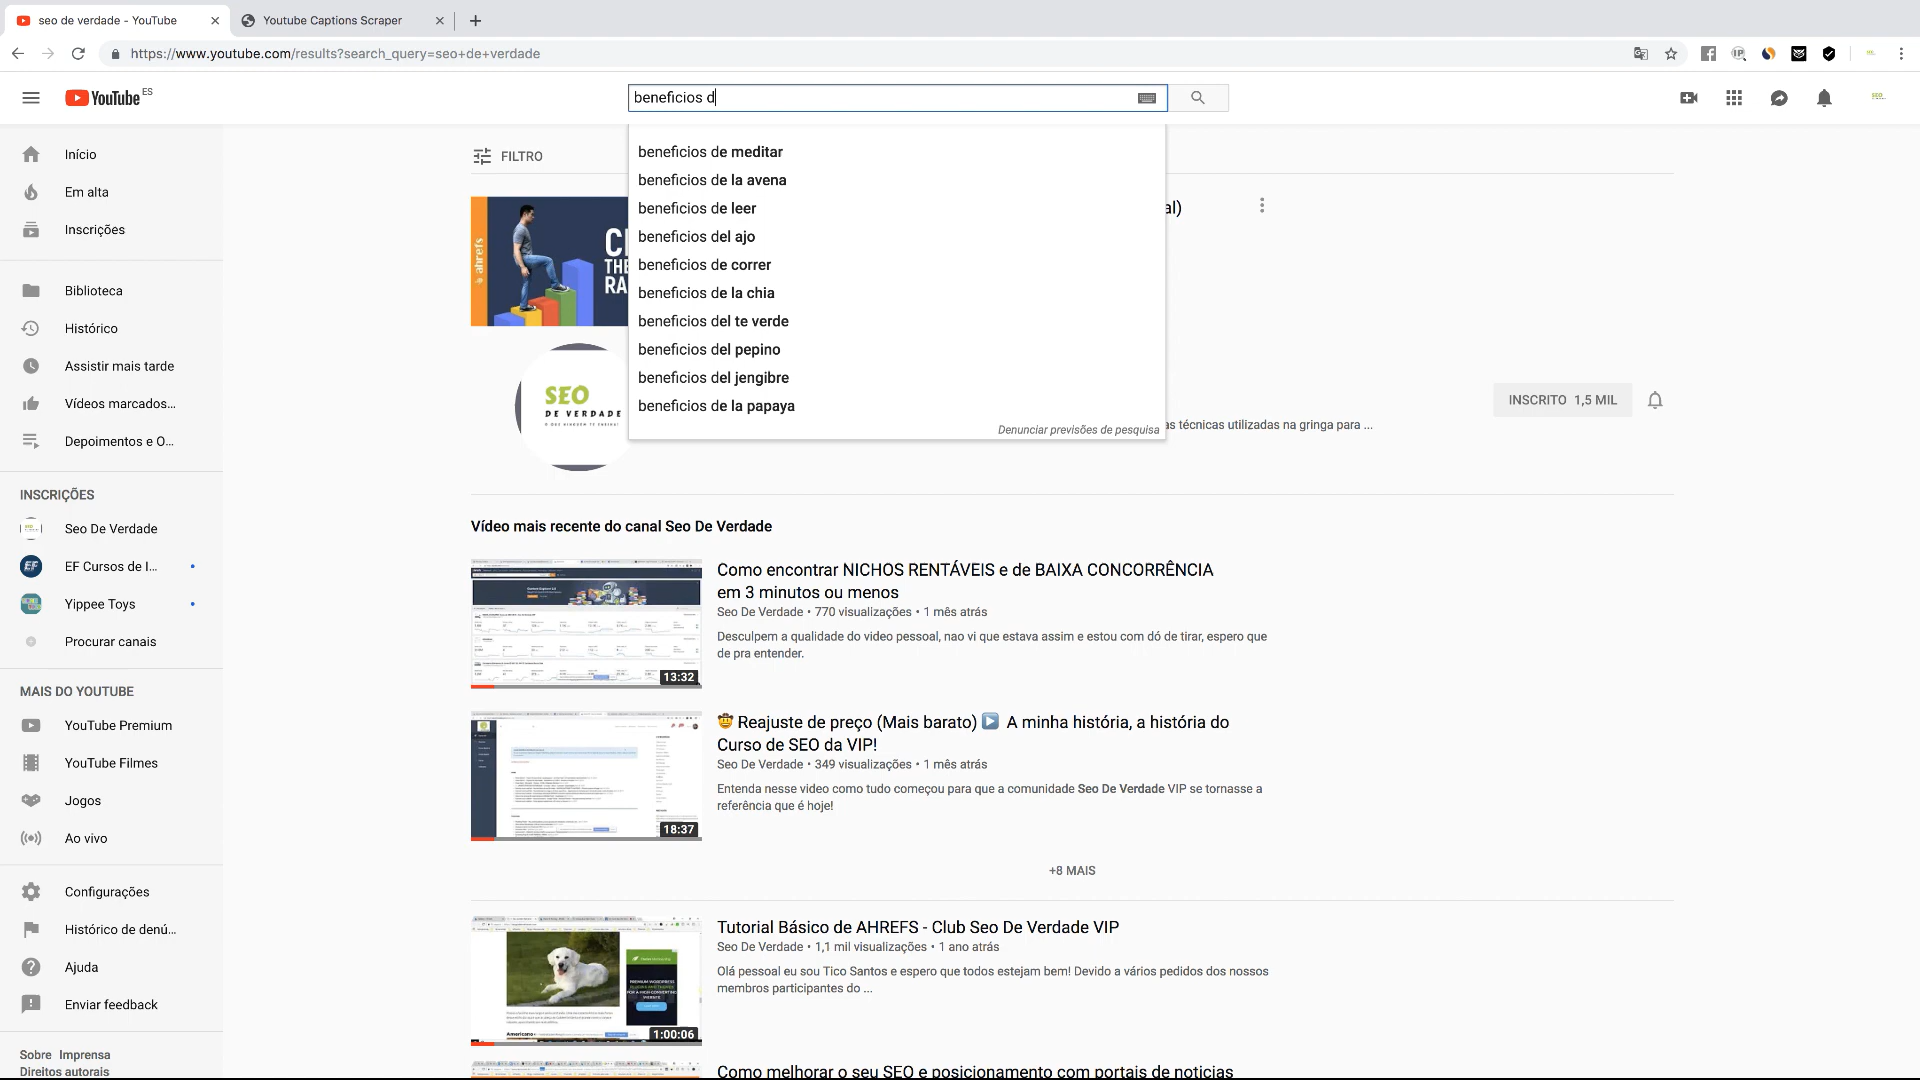 seo de verdade - YouTube
Youtube Captions Scraper
https://www.youtube.com/results?search_query=seo+de+verdade
YouTube ES
beneficios d
beneficios de meditar
beneficios de la avena
beneficios de leer
beneficios del ajo
beneficios de correr
beneficios de la chia
beneficios del te verde
beneficios del pepino
beneficios del jengibre
beneficios de la papaya
Denunciar previsões de pesquisa
Início
Em alta
Inscrições
Biblioteca
Histórico
Assistir mais tarde
Vídeos marcados...
Depoimentos e O...
INSCRIÇÕES
Seo De Verdade
EF Cursos de I...
Yippee Toys
Procurar canais
MAIS DO YOUTUBE
YouTube Premium
YouTube Filmes
Jogos
Ao vivo
Configurações
Histórico de denú...
Ajuda
Enviar feedback
Sobre Imprensa
Direitos autorais
FILTRO
ahrefs
THE
RA
al)
SEO
DE VERDADE
O QUE NINGUEM TE ENSINA!
INSCRITO 1,5 MIL
as técnicas utilizadas na gringa para ...
Vídeo mais recente do canal Seo De Verdade
Como encontrar NICHOS RENTÁVEIS e de BAIXA CONCORRÊNCIA
em 3 minutos ou menos
Seo De Verdade • 770 visualizações • 1 mês atrás
Desculpem a qualidade do video pessoal, nao vi que estava assim e estou com dó de tirar, espero que
de pra entender.
13:32
🤠 Reajuste de preço (Mais barato) ▶️ A minha história, a história do
Curso de SEO da VIP!
Seo De Verdade • 349 visualizações • 1 mês atrás
Entenda nesse video como tudo começou para que a comunidade Seo De Verdade VIP se tornasse a
referência que é hoje!
18:37
+8 MAIS
Tutorial Básico de AHREFS - Club Seo De Verdade VIP
Seo De Verdade • 1,1 mil visualizações • 1 ano atrás
Olá pessoal eu sou Tico Santos e espero que todos estejam bem! Devido a vários pedidos dos nossos
membros participantes do ...
Americano
1:00:06
Como melhorar o seu SEO e posicionamento com portais de noticias